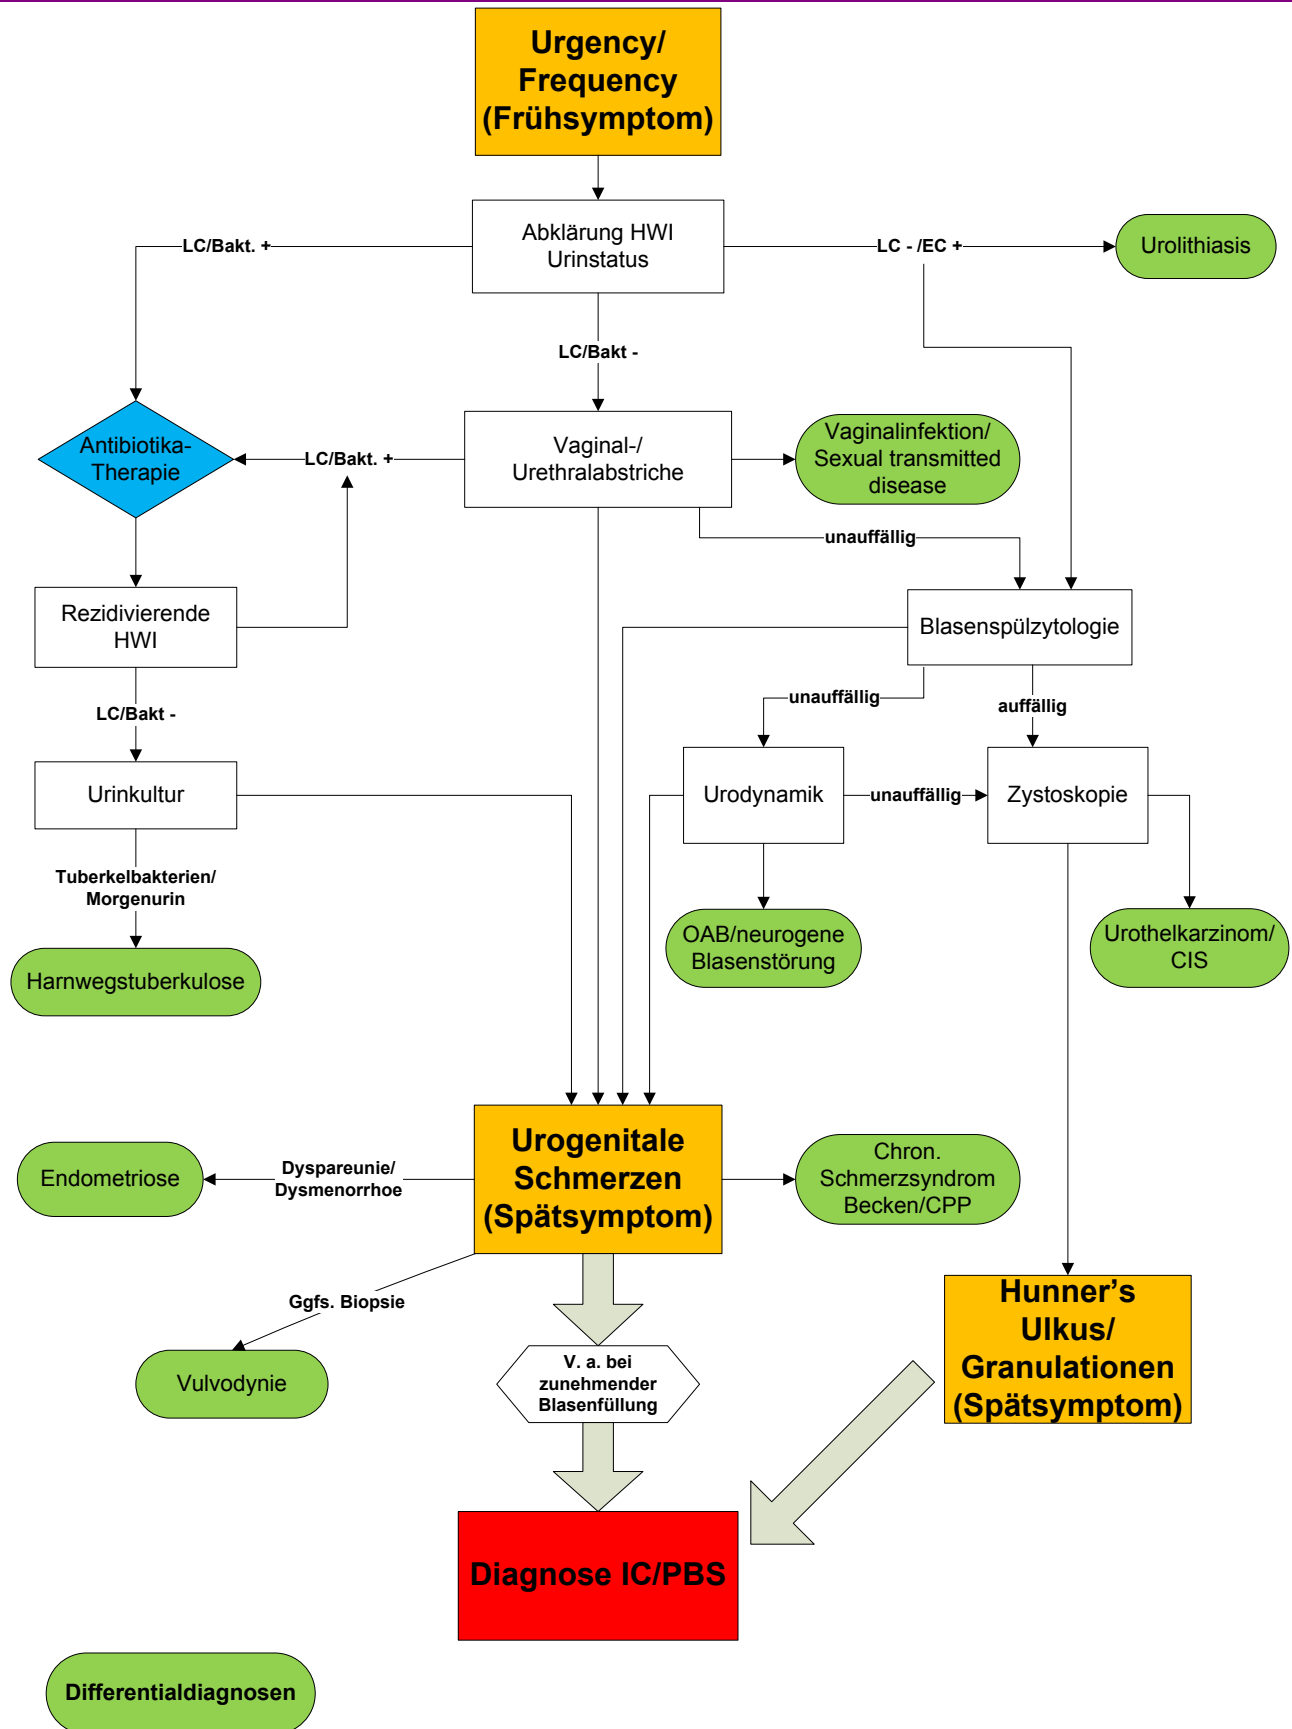 Urgency/
Frequency
(Frühsymptom)
Abklärung HWI
Urinstatus
LC/Bakt. +
LC - /EC +
Urolithiasis
LC/Bakt -
Antibiotika-
Therapie
LC/Bakt. +
Vaginal-/
Urethralabstriche
Vaginalinfektion/
Sexual transmitted
disease
unauffällig
Rezidivierende
HWI
Blasenspülzytologie
LC/Bakt -
unauffällig
auffällig
Urinkultur
Urodynamik
unauffällig
Zystoskopie
Tuberkelbakterien/
Morgenurin
OAB/neurogene
Blasenstörung
Urothelkarzinom/
CIS
Harnwegstuberkulose
Endometriose
Dyspareunie/
Dysmenorrhoe
Urogenitale
Schmerzen
(Spätsymptom)
Chron.
Schmerzsyndrom
Becken/CPP
Ggfs. Biopsie
Vulvodynie
V. a. bei
zunehmender
Blasenfüllung
Hunner's
Ulkus/
Granulationen
(Spätsymptom)
Diagnose IC/PBS
Differentialdiagnosen